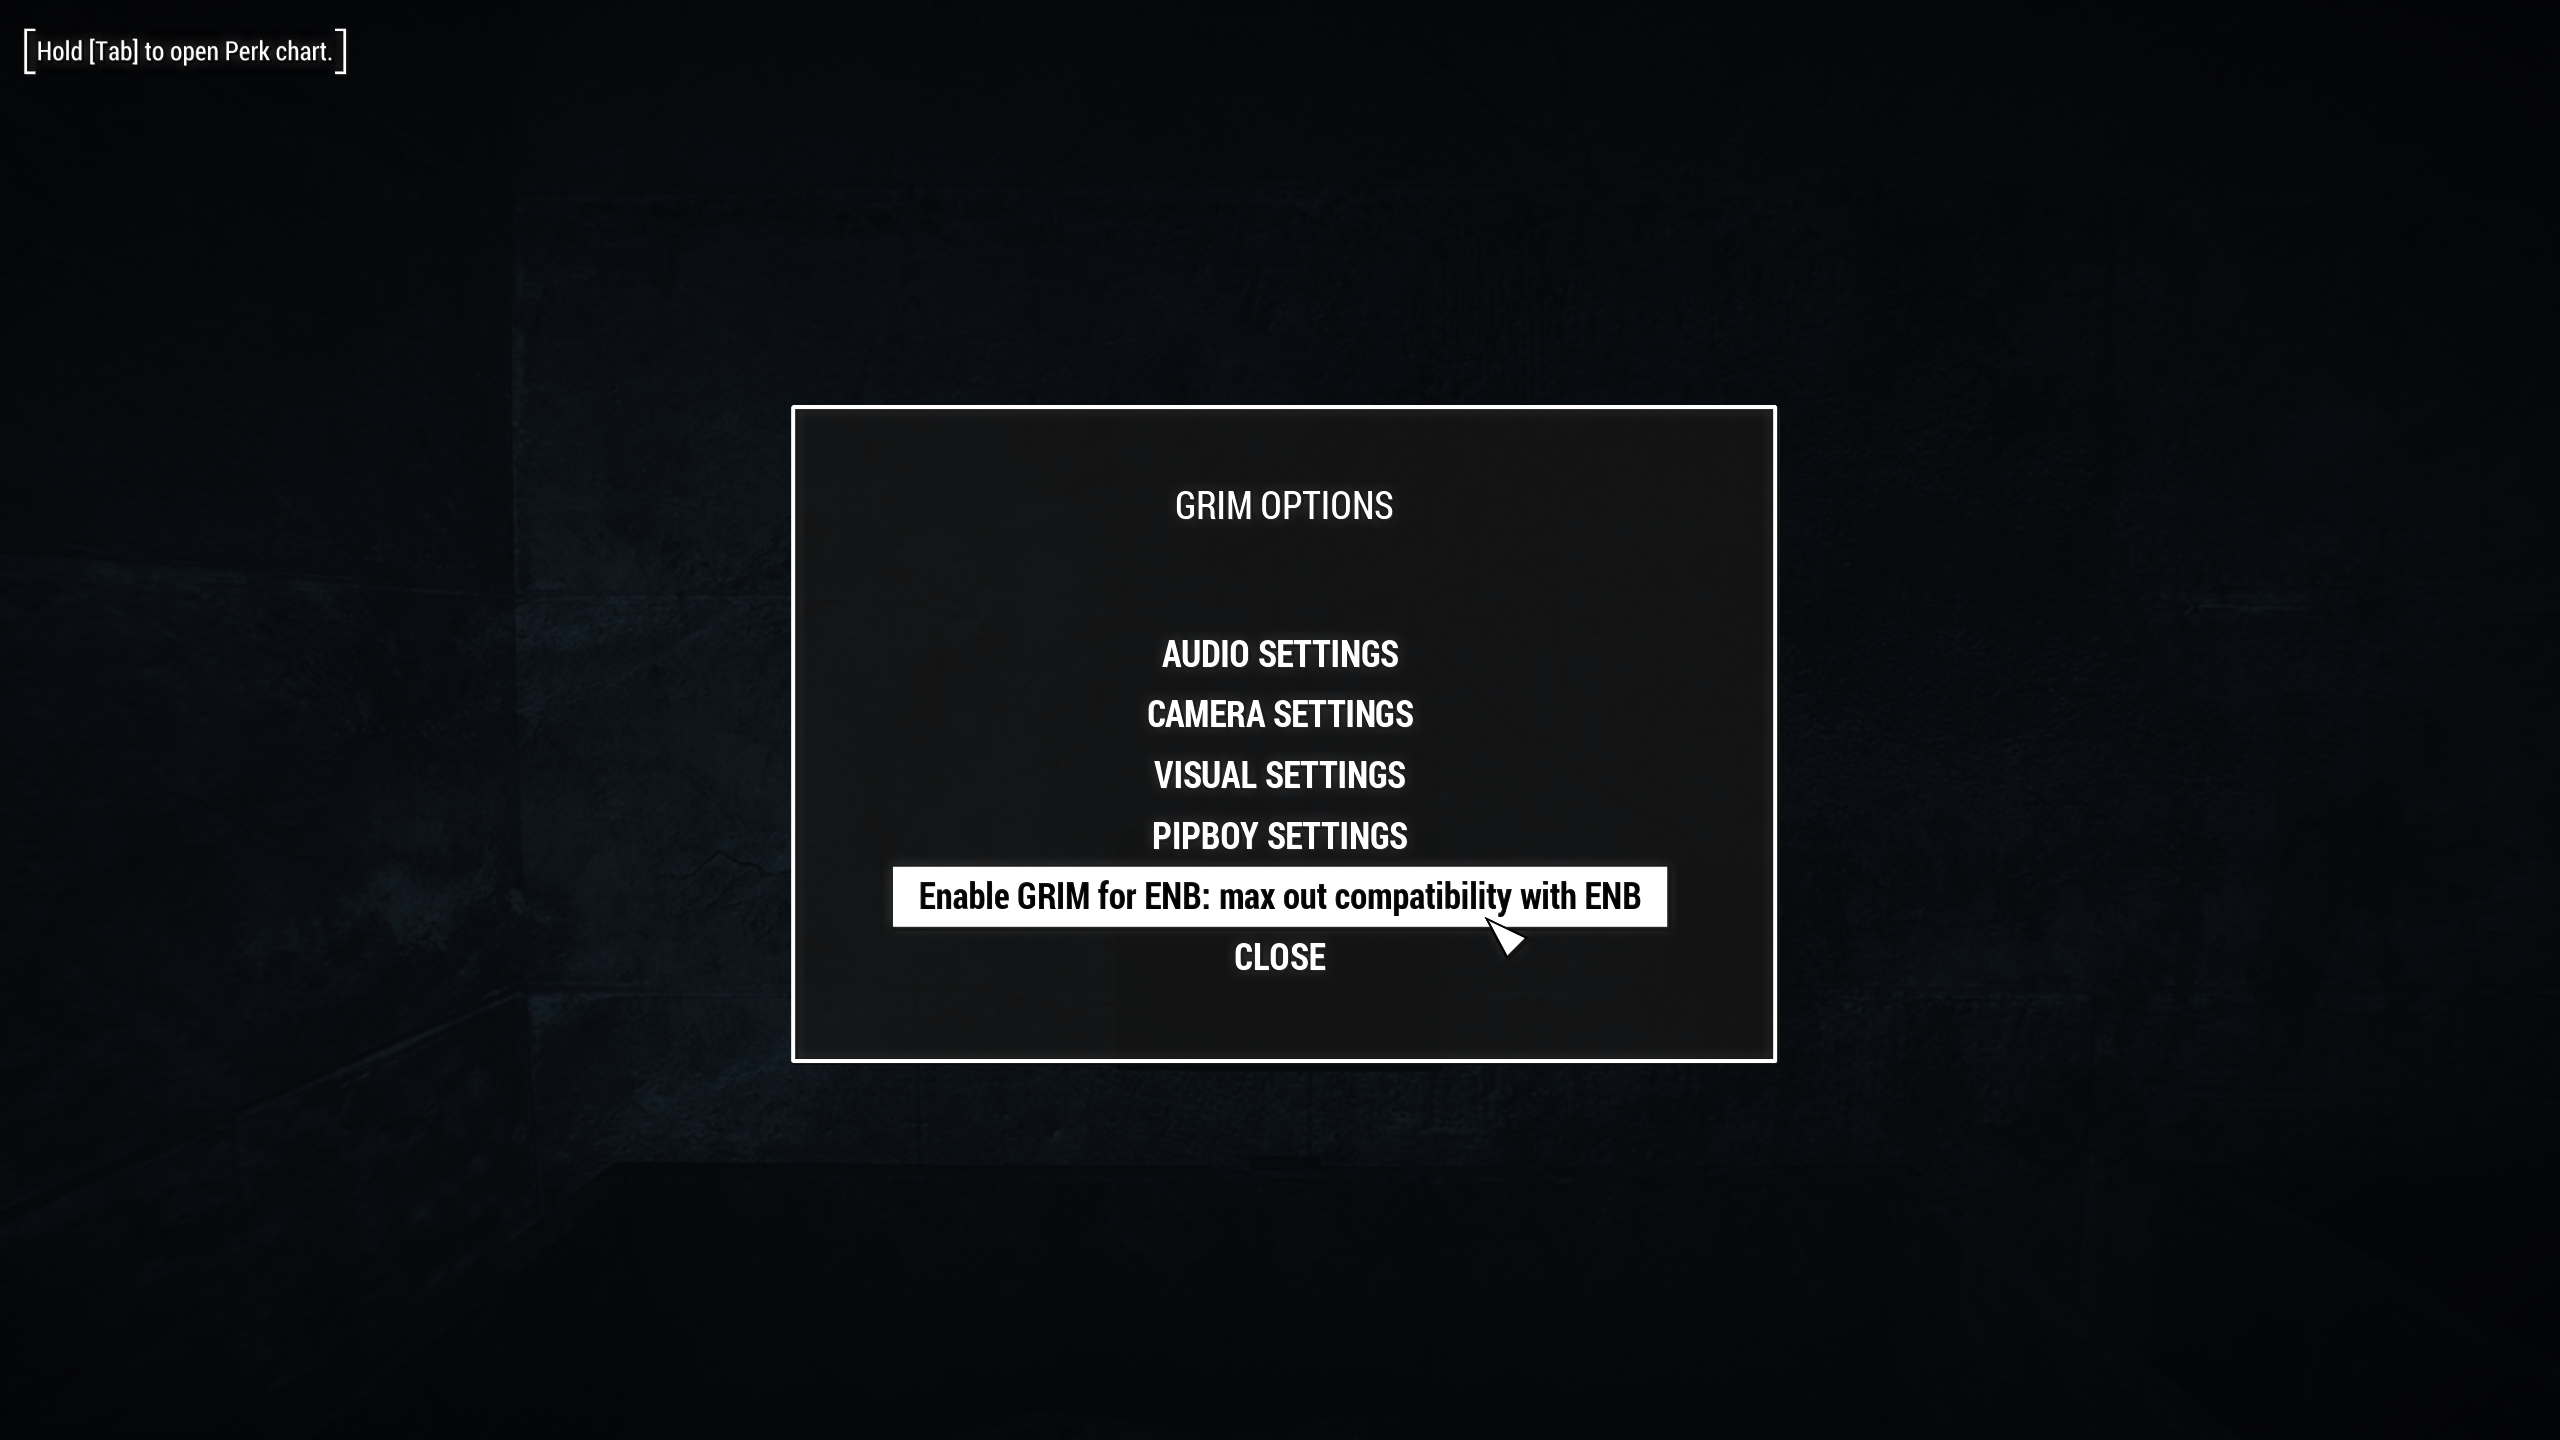 Hold [Tab] to open Perk chart.
GRIM OPTIONS
AUDIO SETTINGS
CAMERA SETTINGS
VISUAL SETTINGS
PIPBOY SETTINGS
Enable GRIM for ENB: max out compatibility with ENB
CLOSE